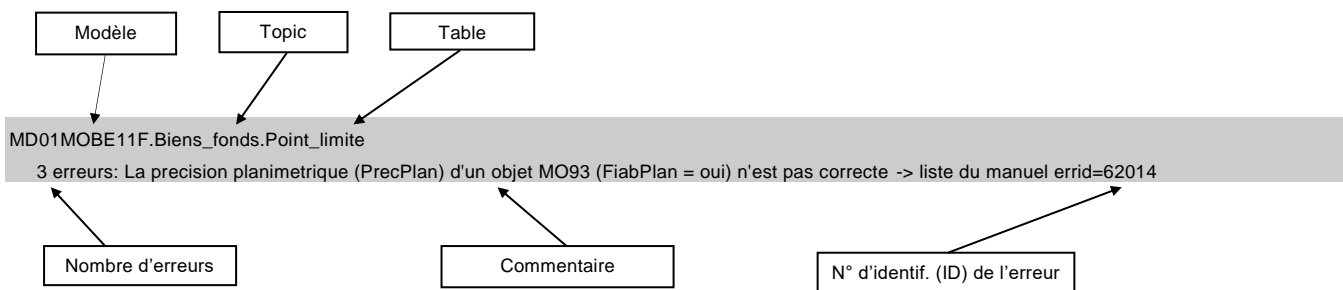 Modèle
Topic
Table
MD01MOBE11F.Biens_fonds.Point_limite
3 erreurs: La precision planimetrique (PrecPlan) d'un objet MO93 (FiabPlan = oui) n'est pas correcte -> liste du manuel errid=62014
Nombre d'erreurs
Commentaire
N° d'identif. (ID) de l'erreur